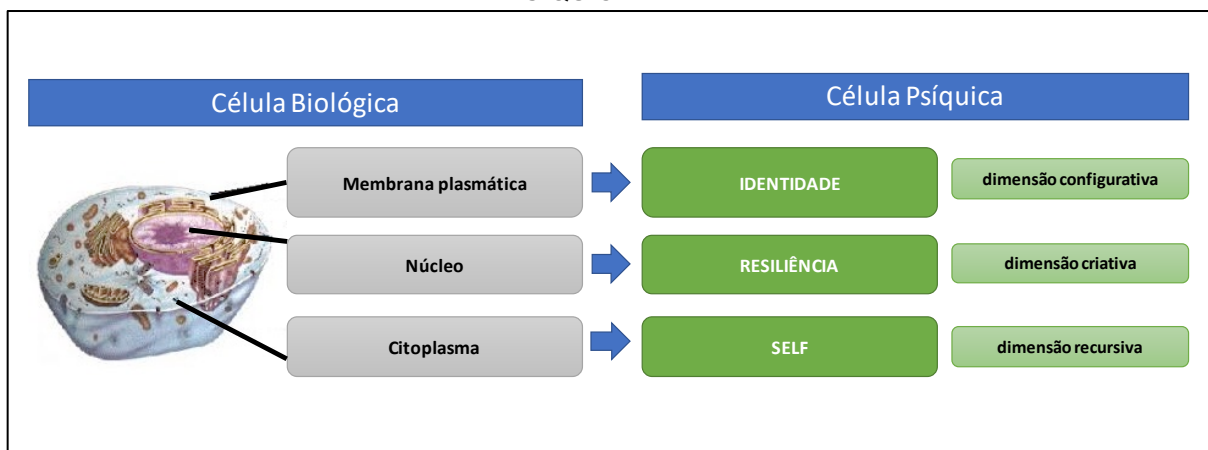 Célula Biológica
Célula Psíquica
Membrana plasmática
IDENTIDADE
dimensão configurativa
Núcleo
RESILIÊNCIA
dimensão criativa
Citoplasma
SELF
dimensão recursiva